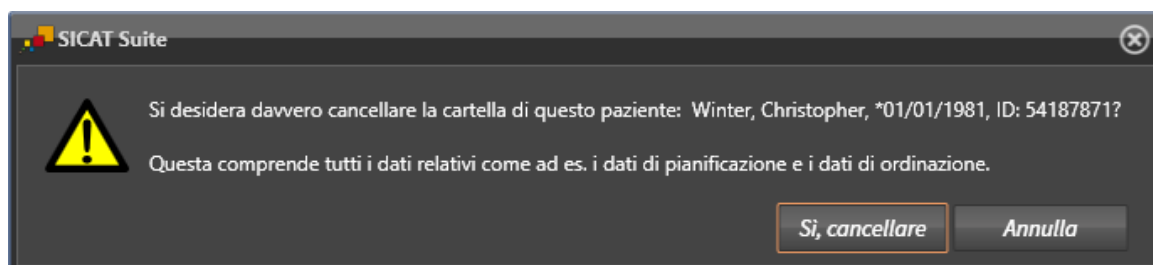 SICAT Suite
Si desidera davvero cancellare la cartella di questo paziente: Winter, Christopher, *01/01/1981, ID: 54187871?
Questa comprende tutti i dati relativi come ad es. i dati di pianificazione e i dati di ordinazione.
Sì, cancellare
Annulla